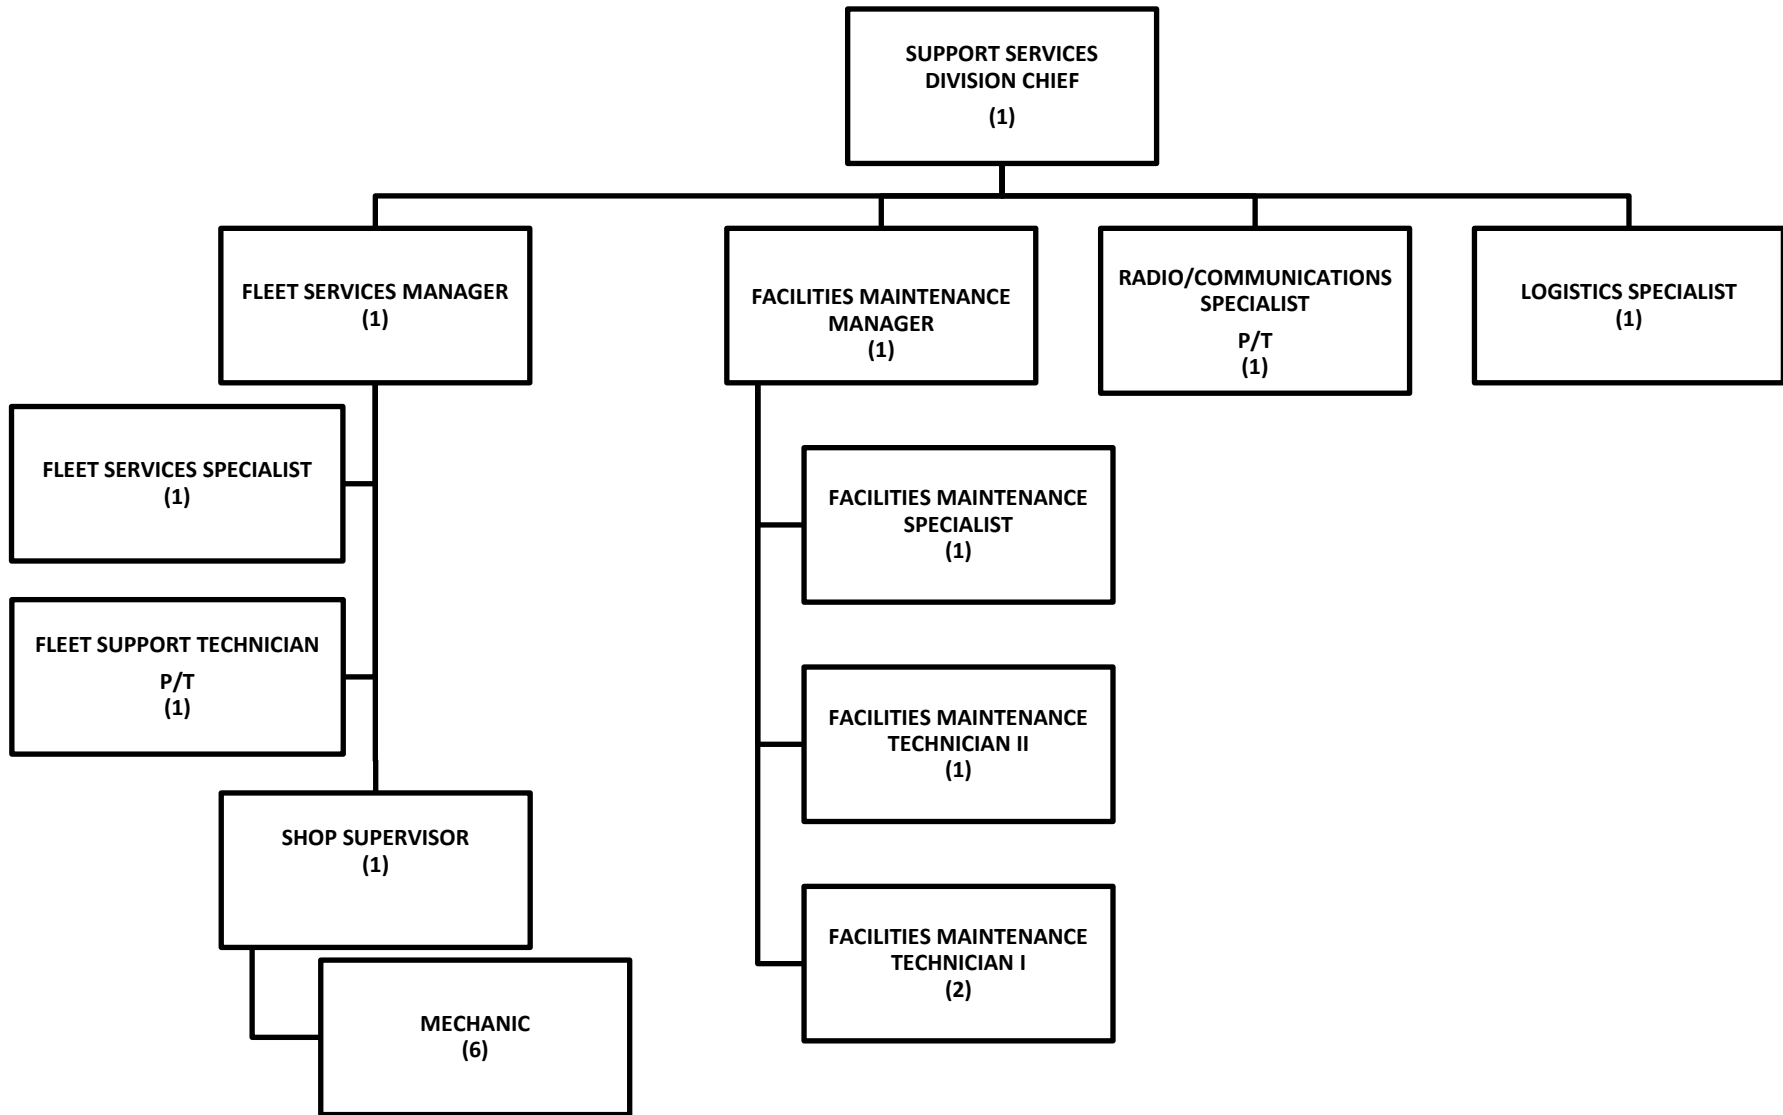 SUPPORT SERVICES
DIVISION CHIEF
(1)
FLEET SERVICES MANAGER
(1)
FACILITIES MAINTENANCE
MANAGER
(1)
RADIO/COMMUNICATIONS
SPECIALIST
P/T
(1)
LOGISTICS SPECIALIST
(1)
FLEET SERVICES SPECIALIST
(1)
FLEET SUPPORT TECHNICIAN
P/T
(1)
SHOP SUPERVISOR
(1)
MECHANIC
(6)
FACILITIES MAINTENANCE
SPECIALIST
(1)
FACILITIES MAINTENANCE
TECHNICIAN II
(1)
FACILITIES MAINTENANCE
TECHNICIAN I
(2)